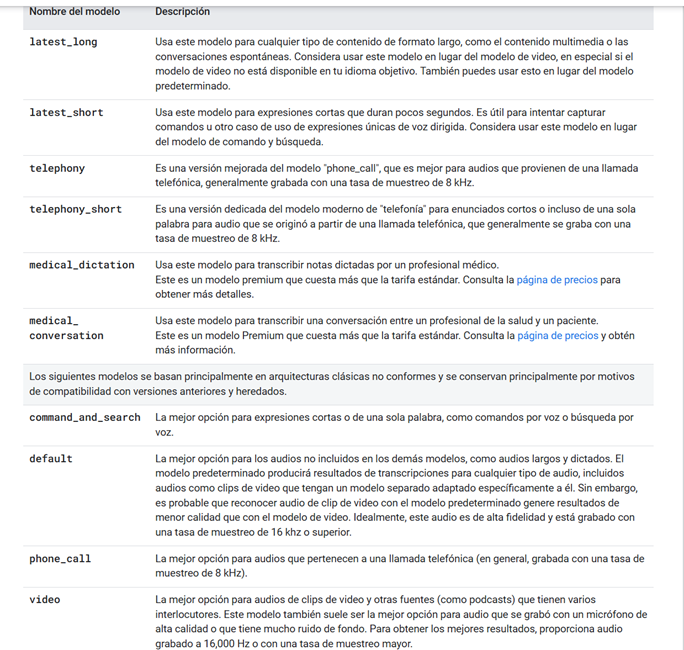 Nombre del modelo Descripción
latest_long Usa este modelo para cualquier tipo de contenido de formato largo, como el contenido multimedia o las
conversaciones espontáneas. Considera usar este modelo en lugar del modelo de video, en especial si el
modelo de video no está disponible en tu idioma objetivo. También puedes usar esto en lugar del modelo
predeterminado.
latest_short Usa este modelo para expresiones cortas que duran pocos segundos. Es útil para intentar capturar
comandos u otro caso de uso de expresiones únicas de voz dirigida. Considera usar este modelo en lugar
del modelo de comando y búsqueda.
telephony Es una versión mejorada del modelo "phone_call", que es mejor para audios que provienen de una llamada
telefónica, generalmente grabada con una tasa de muestreo de 8 kHz.
telephony_short Es una versión dedicada del modelo moderno de "telefonía" para enunciados cortos o incluso de una sola
palabra para audio que se originó a partir de una llamada telefónica, que generalmente se graba con una
tasa de muestreo de 8 kHz.
medical_dictation Usa este modelo para transcribir notas dictadas por un profesional médico.
Este es un modelo premium que cuesta más que la tarifa estándar. Consulta la página de precios para
obtener más detalles.
medical_ Usa este modelo para transcribir una conversación entre un profesional de la salud y un paciente.
conversation Este es un modelo Premium que cuesta más que la tarifa estándar. Consulta la página de precios y obtén
más información.
Los siguientes modelos se basan principalmente en arquitecturas clásicas no conformes y se conservan principalmente por motivos
de compatibilidad con versiones anteriores y heredados.
command_and_search La mejor opción para expresiones cortas o de una sola palabra, como comandos por voz o búsqueda por
voz.
default La mejor opción para los audios no incluidos en los demás modelos, como audios largos y dictados. El
modelo predeterminado producirá resultados de transcripciones para cualquier tipo de audio, incluidos
audios como clips de video que tengan un modelo separado adaptado específicamente a él. Sin embargo,
es probable que reconocer audio de clip de video con el modelo predeterminado genere resultados de
menor calidad que con el modelo de video. Idealmente, este audio es de alta fidelidad y está grabado con
una tasa de muestreo de 16 khz o superior.
phone_call La mejor opción para audios que pertenecen a una llamada telefónica (en general, grabada con una tasa de
muestreo de 8 kHz).
video La mejor opción para audios de clips de video y otras fuentes (como podcasts) que tienen varios
interlocutores. Este modelo también suele ser la mejor opción para audio que se grabó con un micrófono de
alta calidad o que tiene mucho ruido de fondo. Para obtener los mejores resultados, proporciona audio
grabado a 16,000 Hz o con una tasa de muestreo mayor.